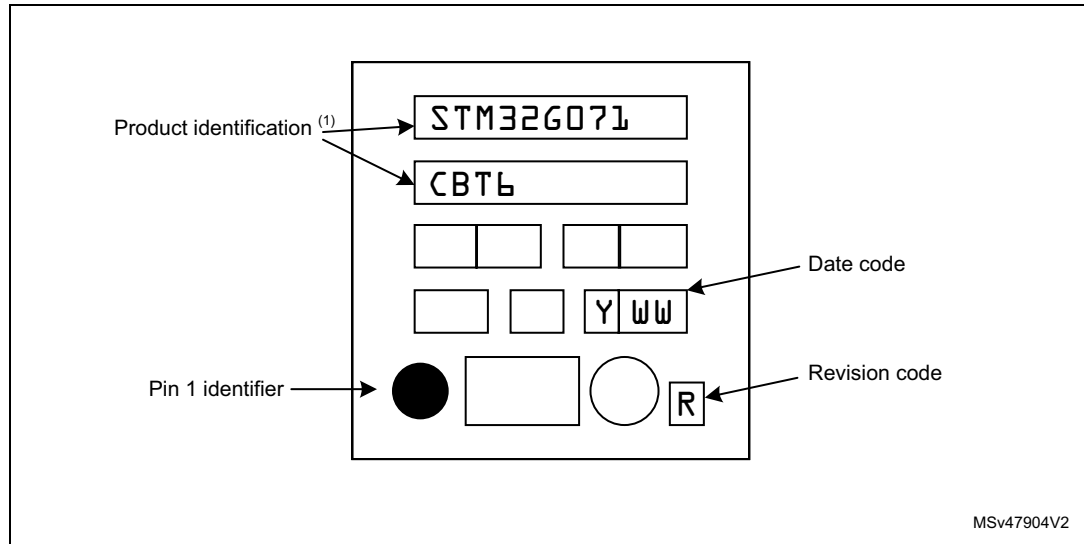 Product identification (1)
STM32G071
CBT6
Date code
Y WW
Pin 1 identifier
Revision code
R
MSv47904V2